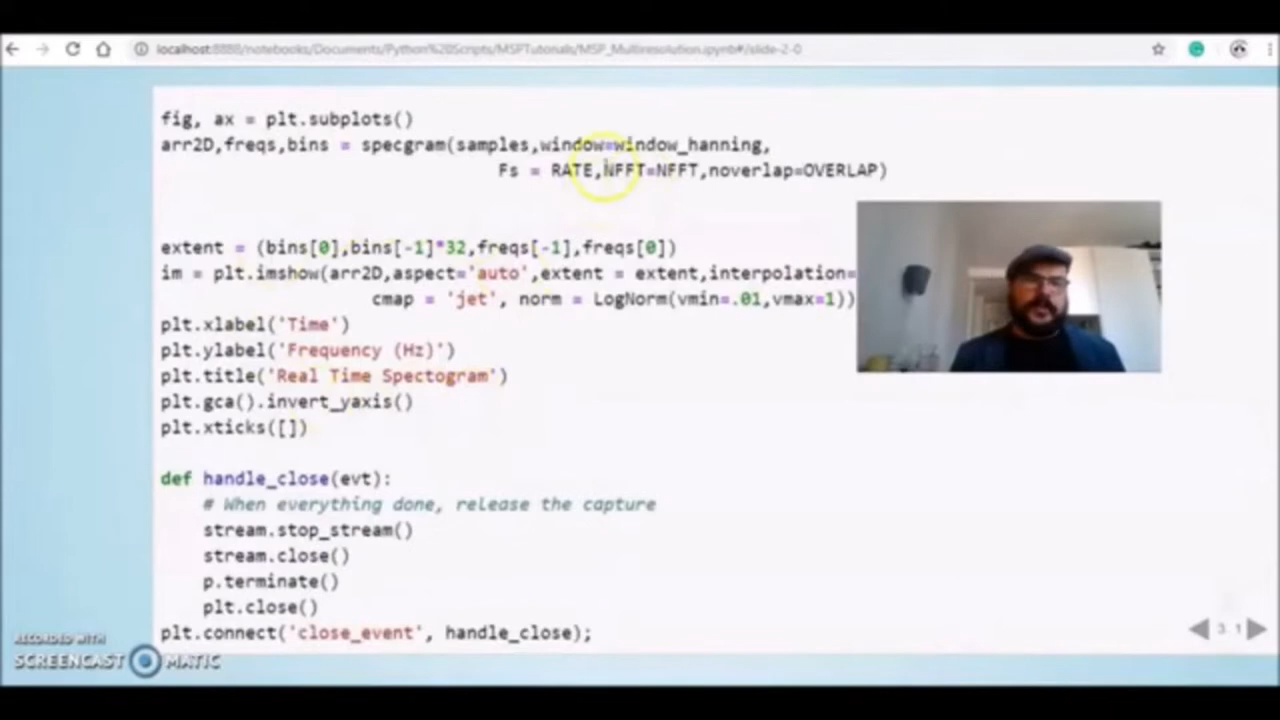 localhost:8888/notebooks/Documents/Python%20Scripts/MSPTutorials/MSP_Multiresolution.ipynb#/slide-2-0
fig, ax = plt.subplots()
arr2D,freqs,bins = specgram(samples,window=window_hanning,
Fs = RATE,NFFT=NFFT,noverlap=OVERLAP)
extent = (bins[0],bins[-1]*32,freqs[-1],freqs[0])
im = plt.imshow(arr2D,aspect='auto',extent = extent,interpolation=
cmap = 'jet', norm = LogNorm(vmin=.01,vmax=1))
plt.xlabel('Time')
plt.ylabel('Frequency (Hz)')
plt.title('Real Time Spectogram')
plt.gca().invert_yaxis()
plt.xticks([])
def handle_close(evt):
# When everything done, release the capture
stream.stop_stream()
stream.close()
p.terminate()
plt.close()
plt.connect('close_event', handle_close);
3 1
RECORDED WITH
SCREENCAST MATIC